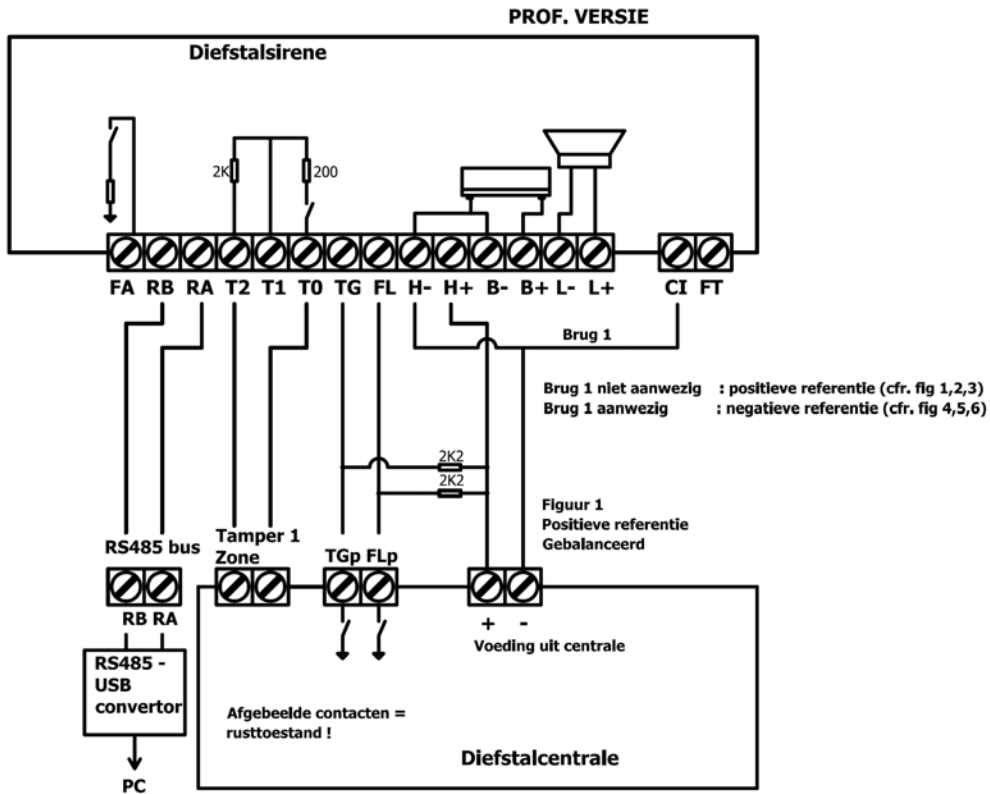 PROF. VERSIE
Diefstalsirene
2K
200
FA RB RA T2 T1 T0 TG FL H- H+ B- B+ L- L+ CI FT
Brug 1
Brug 1 niet aanwezig : positieve referentie (cfr. fig 1,2,3)
Brug 1 aanwezig : negatieve referentie (cfr. fig 4,5,6)
2K2
2K2
Figuur 1
Positieve referentie
Gebalanceerd
RS485 bus
Tamper 1
Zone
TGp FLp
RB RA
+ -
Voeding uit centrale
RS485 -
USB
convertor
Afgebeelde contacten =
rusttoestand !
Diefstalcentrale
PC